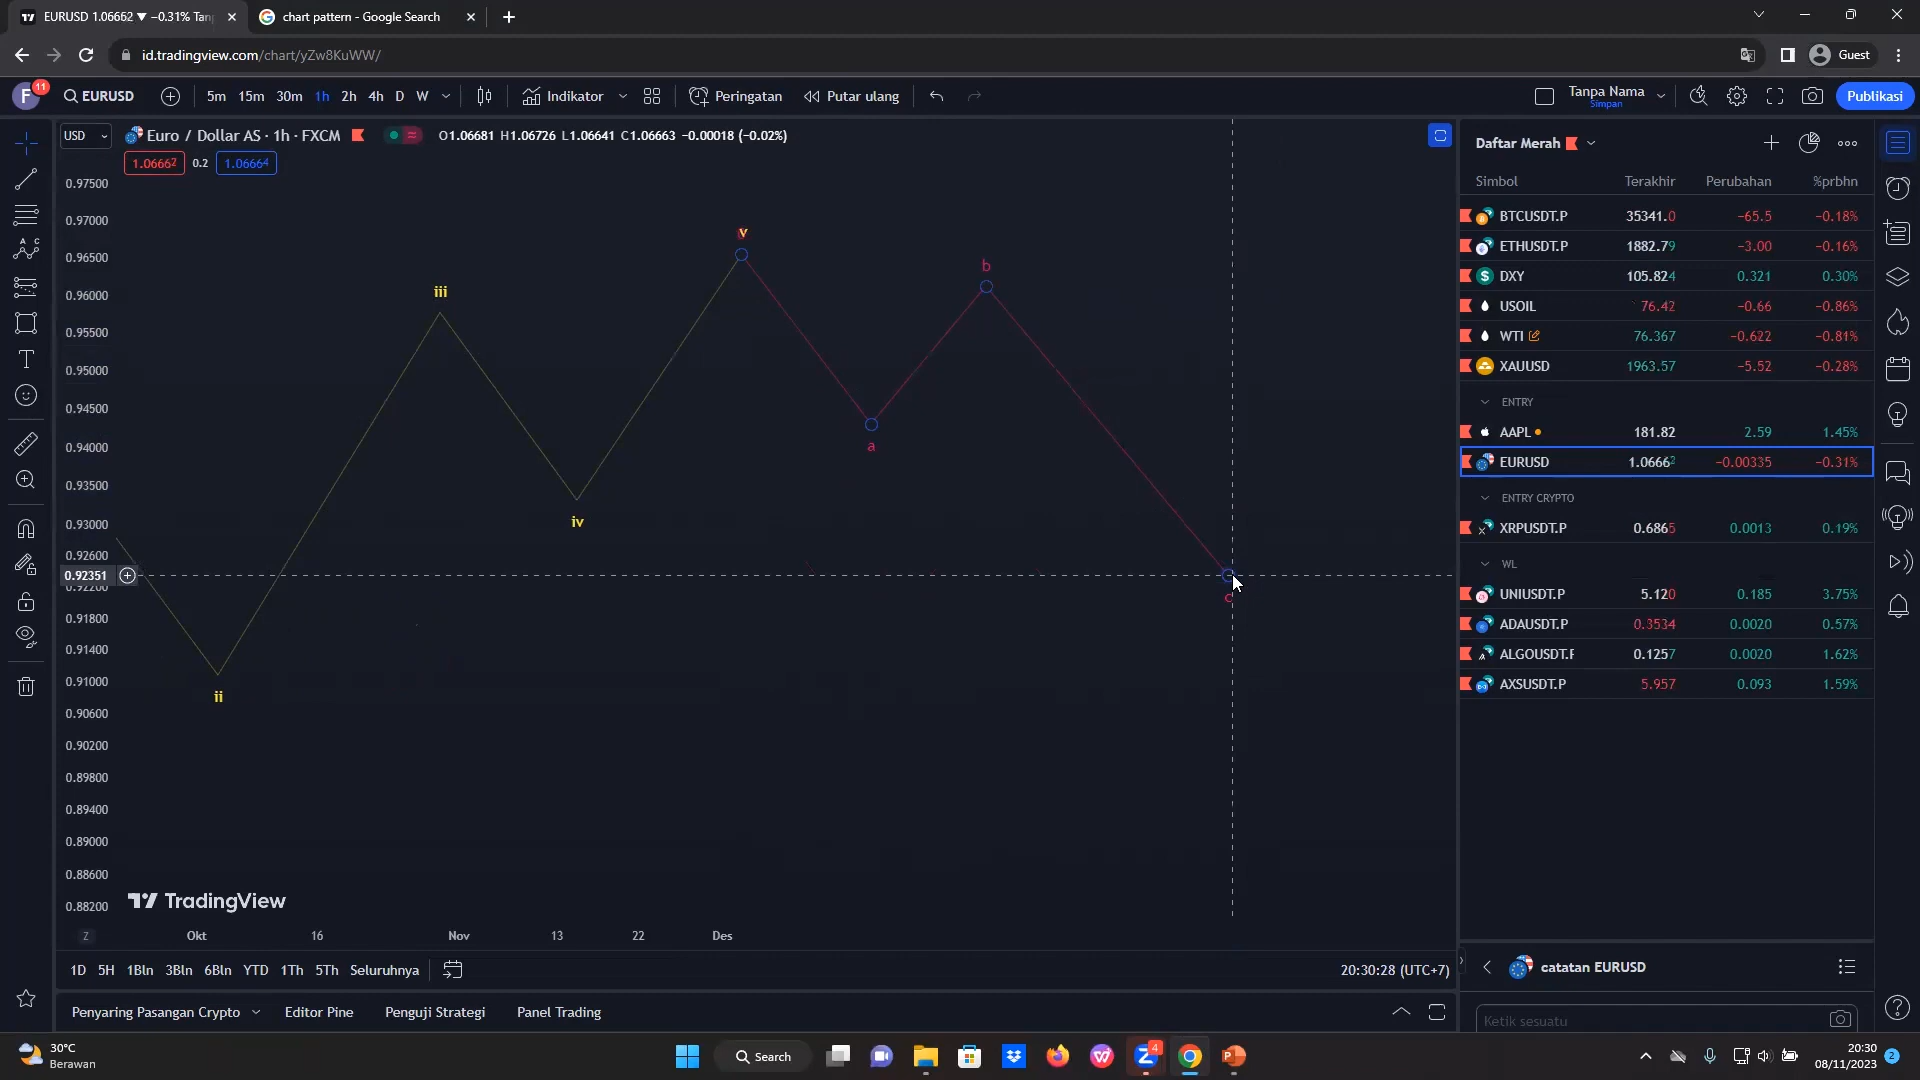 EURUSD 1.06662 ▼ −0.31% Tan
chart pattern - Google Search
id.tradingview.com/chart/yZw8KuWW/
Guest
F
11
EURUSD
5m 15m 30m 1h 2h 4h D W
Indikator
Peringatan
Putar ulang
Tanpa Nama
Simpan
Publikasi
USD
Euro / Dollar AS · 1h · FXCM
O1.06681 H1.06726 L1.06641 C1.06663 −0.00018 (−0.02%)
1.06662 0.2 1.06664
0.97500
0.97000
0.96500
0.96000
0.95500
0.95000
0.94500
0.94000
0.93500
0.93000
0.92600
0.92351
0.92200
0.91800
0.91400
0.91000
0.90600
0.90200
0.89800
0.89400
0.89000
0.88600
0.88200
ii
iii
iv
v
a
b
c
TradingView
Z Okt 16 Nov 13 22 Des
1D 5H 1Bln 3Bln 6Bln YTD 1Th 5Th Seluruhnya
20:30:28 (UTC+7)
Penyaring Pasangan Crypto Editor Pine Penguji Strategi Panel Trading
Daftar Merah
Simbol Terakhir Perubahan %prbhn
BTCUSDT.P 35341.0 −65.5 −0.18%
ETHUSDT.P 1882.79 −3.00 −0.16%
DXY 105.824 0.321 0.30%
USOIL 76.42 −0.66 −0.86%
WTI 76.367 −0.622 −0.81%
XAUUSD 1963.57 −5.52 −0.28%
ENTRY
AAPL 181.82 2.59 1.45%
EURUSD 1.06662 −0.00335 −0.31%
ENTRY CRYPTO
XRPUSDT.P 0.6865 0.0013 0.19%
WL
UNIUSDT.P 5.120 0.185 3.75%
ADAUSDT.P 0.3534 0.0020 0.57%
ALGOUSDT.F 0.1257 0.0020 1.62%
AXSUSDT.P 5.957 0.093 1.59%
catatan EURUSD
Ketik sesuatu
30°C
Berawan
Search
4
20:30
08/11/2023
2